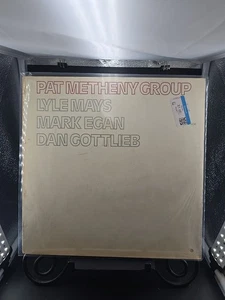 PAT METHENY GROUP
LYLE MAYS
MARK EGAN
DAN GOTTLIEB